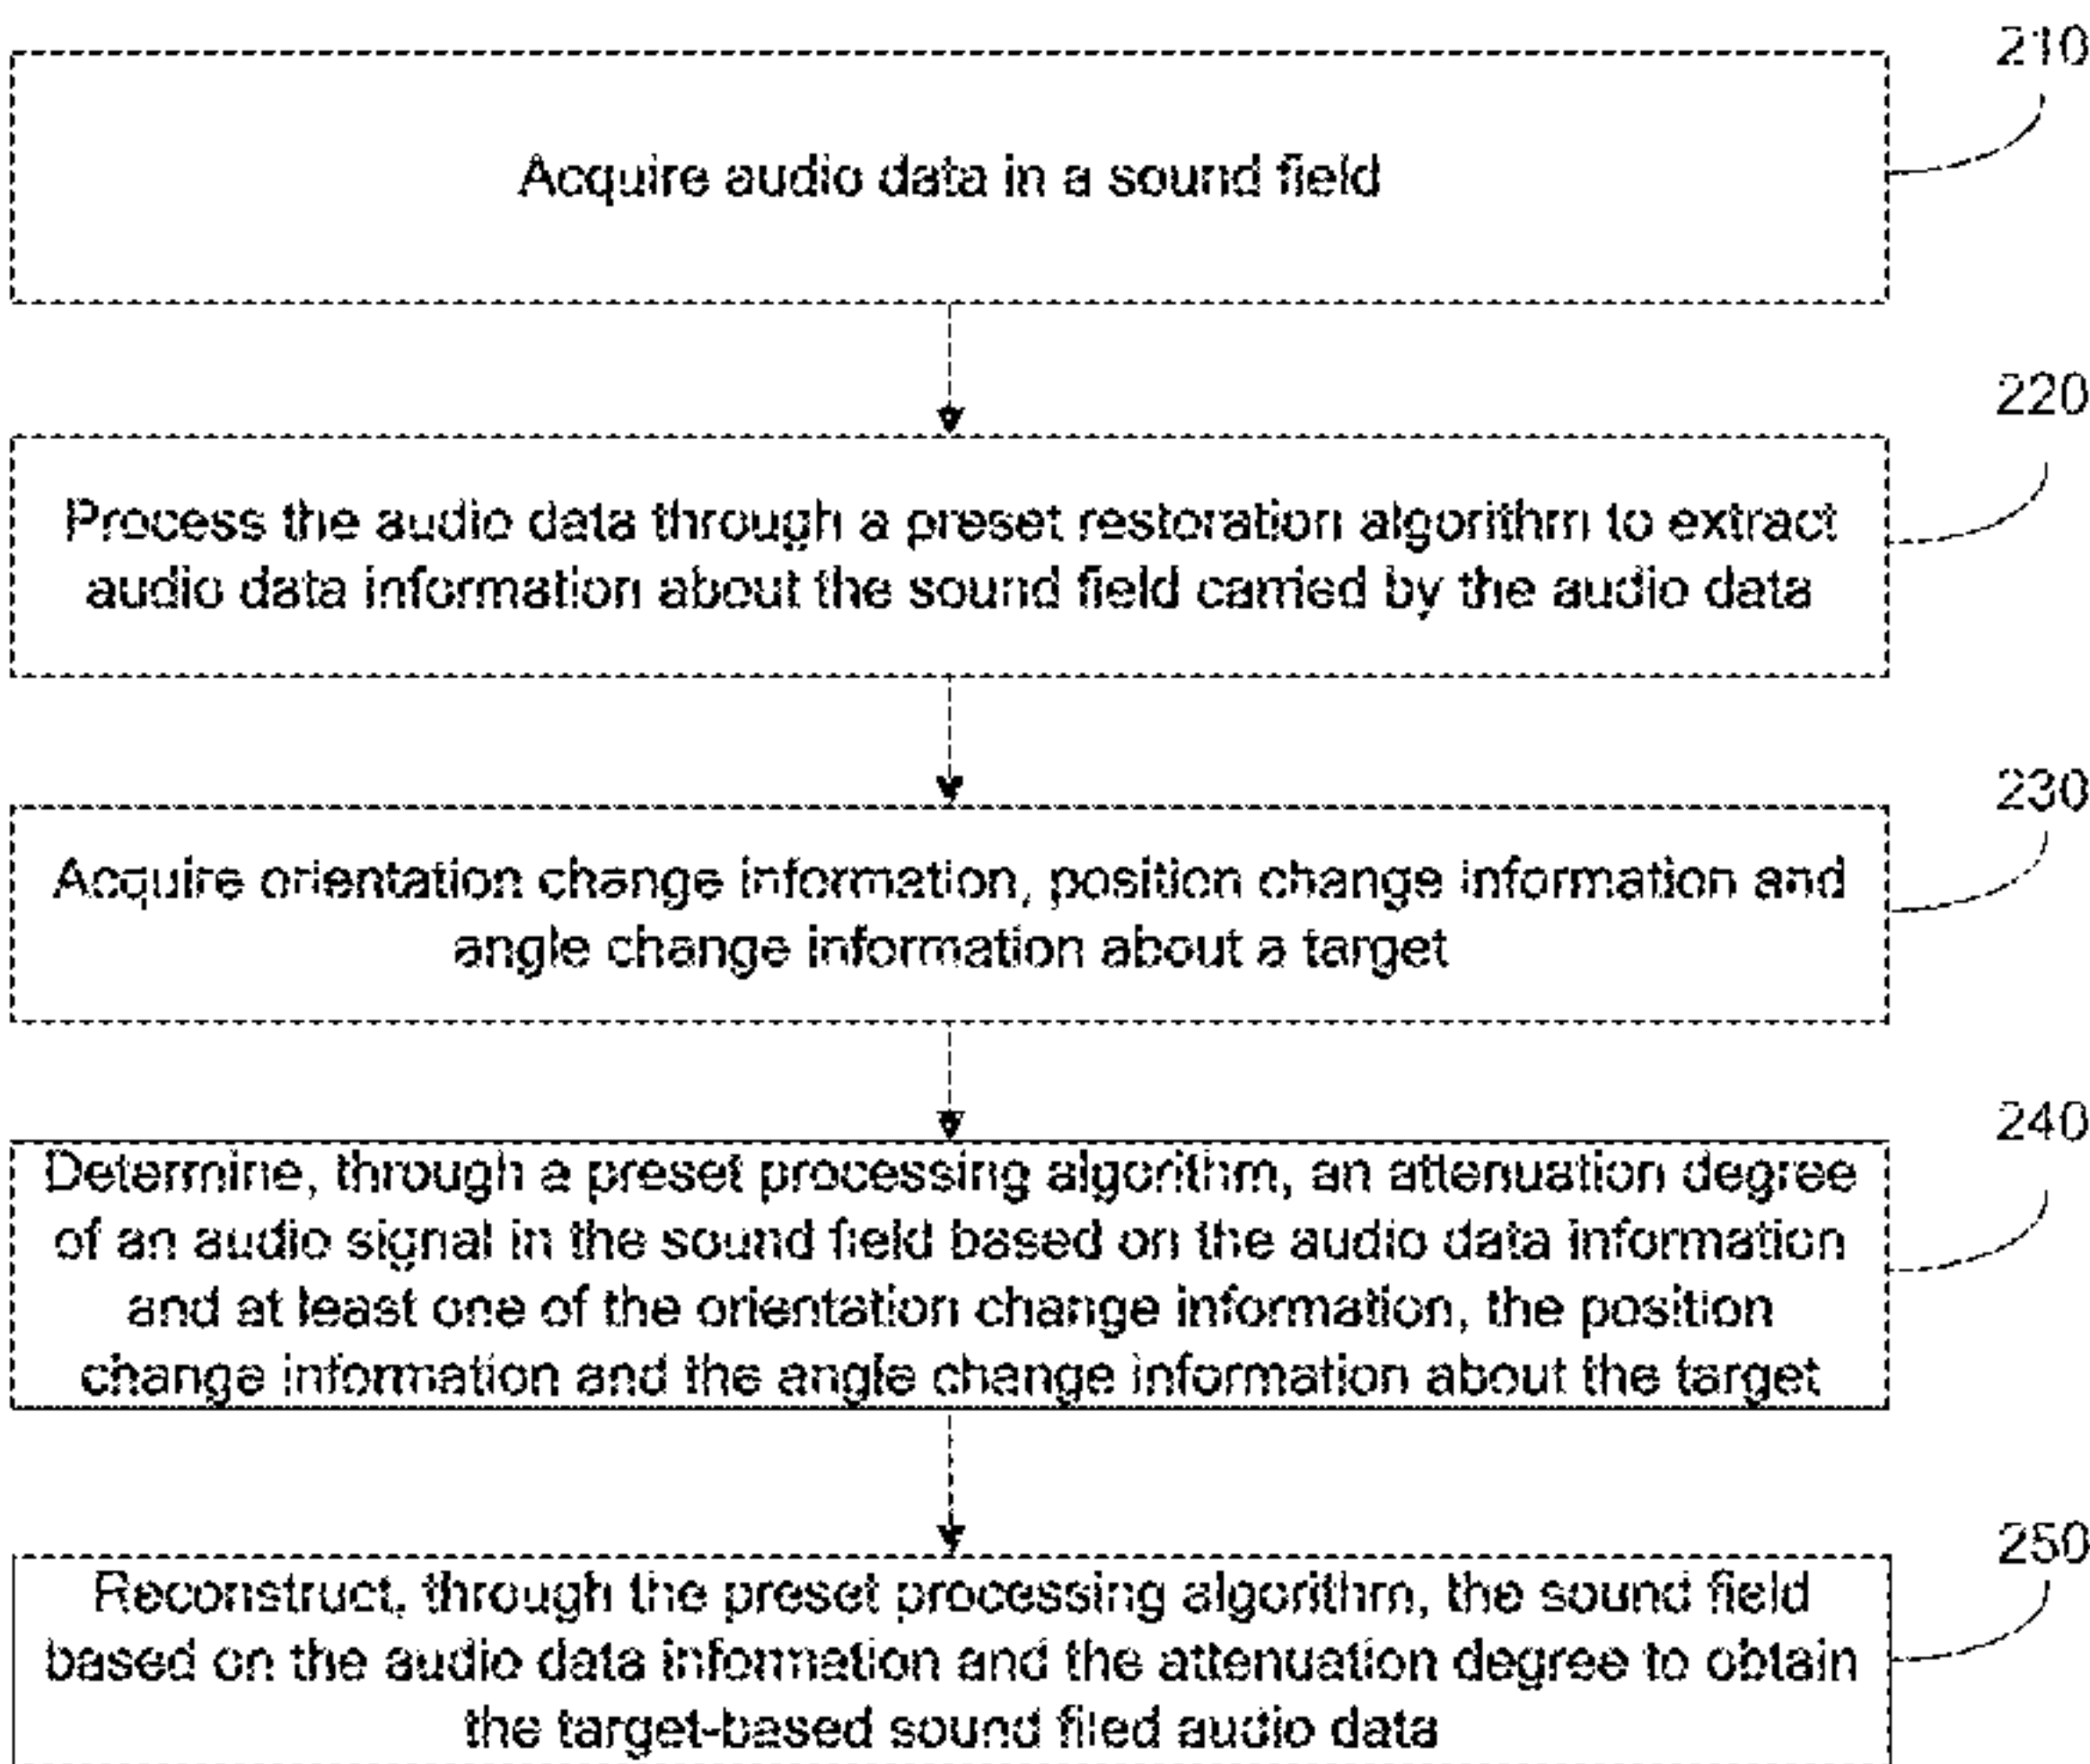 210
Acquire audio data in a sound field
220
Process the audio data through a preset restoration algorithm to extract
audio data information about the sound field carried by the audio data
230
Acquire orientation change information, position change information and
angle change information about a target
240
Determine, through a preset processing algorithm, an attenuation degree
of an audio signal in the sound field based on the audio data information
and at least one of the orientation change information, the position
change information and the angle change information about the target
250
Reconstruct, through the preset processing algorithm, the sound field
based on the audio data information and the attenuation degree to obtain
the target-based sound filed audio data